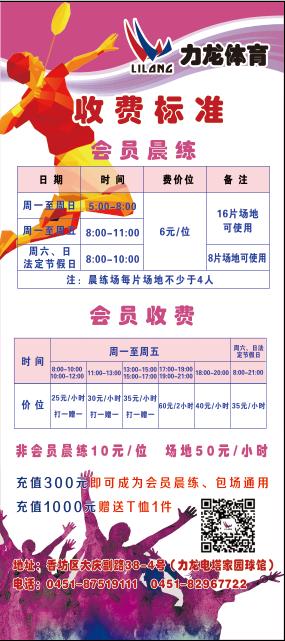 LILONG
力龙体育
收费标准
会员晨练
日期 时间 费价位 备注
周一至周日 5:00-8:00 6元/位 16片场地可使用
周一至周五 8:00-11:00
周六、日法定节假日 8:00-10:00 8片场地可使用
注：晨练场每片场地不少于4人
会员收费
时间 周一至周五 周六、日法定节假日
8:00-10:00 10:00-12:00 11:00-13:00 13:00-15:00 15:00-17:00 17:00-19:00 19:00-21:00 18:00-20:00 8:00-21:00
价位 25元/小时 打一赠一 30元/小时 打一赠一 35元/小时 打一赠一 60元/2小时 40元/小时 35元/小时
非会员晨练10元/位 场地50元/小时
充值300元即可成为会员晨练、包场通用
充值1000元赠送T恤1件
地址：香坊区大庆副路38-4号（力龙电塔家园球馆）
电话：0451-87519111 0451-82967722